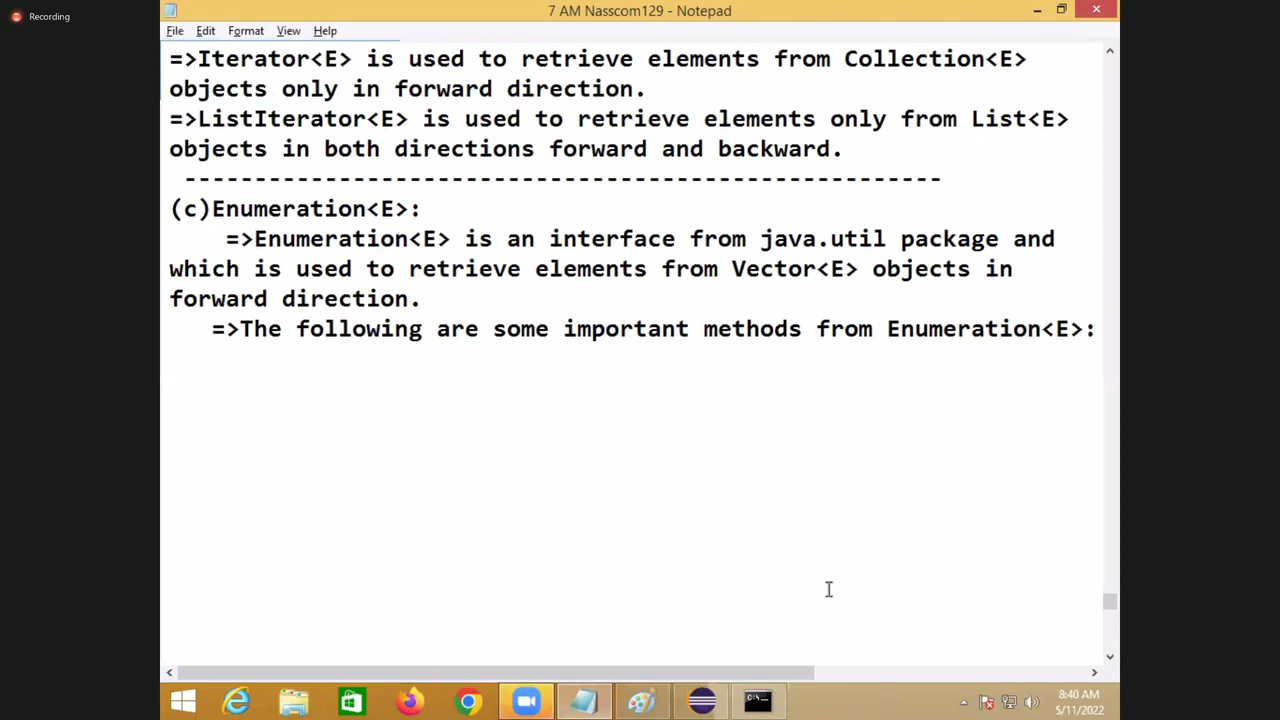 Recording
7 AM Nasscom129 - Notepad
File Edit Format View Help
=>Iterator<E> is used to retrieve elements from Collection<E>
objects only in forward direction.
=>ListIterator<E> is used to retrieve elements only from List<E>
objects in both directions forward and backward.
------------------------------------------------------
(c)Enumeration<E>:
=>Enumeration<E> is an interface from java.util package and
which is used to retrieve elements from Vector<E> objects in
forward direction.
=>The following are some important methods from Enumeration<E>:
C:\.
8:40 AM
5/11/2022